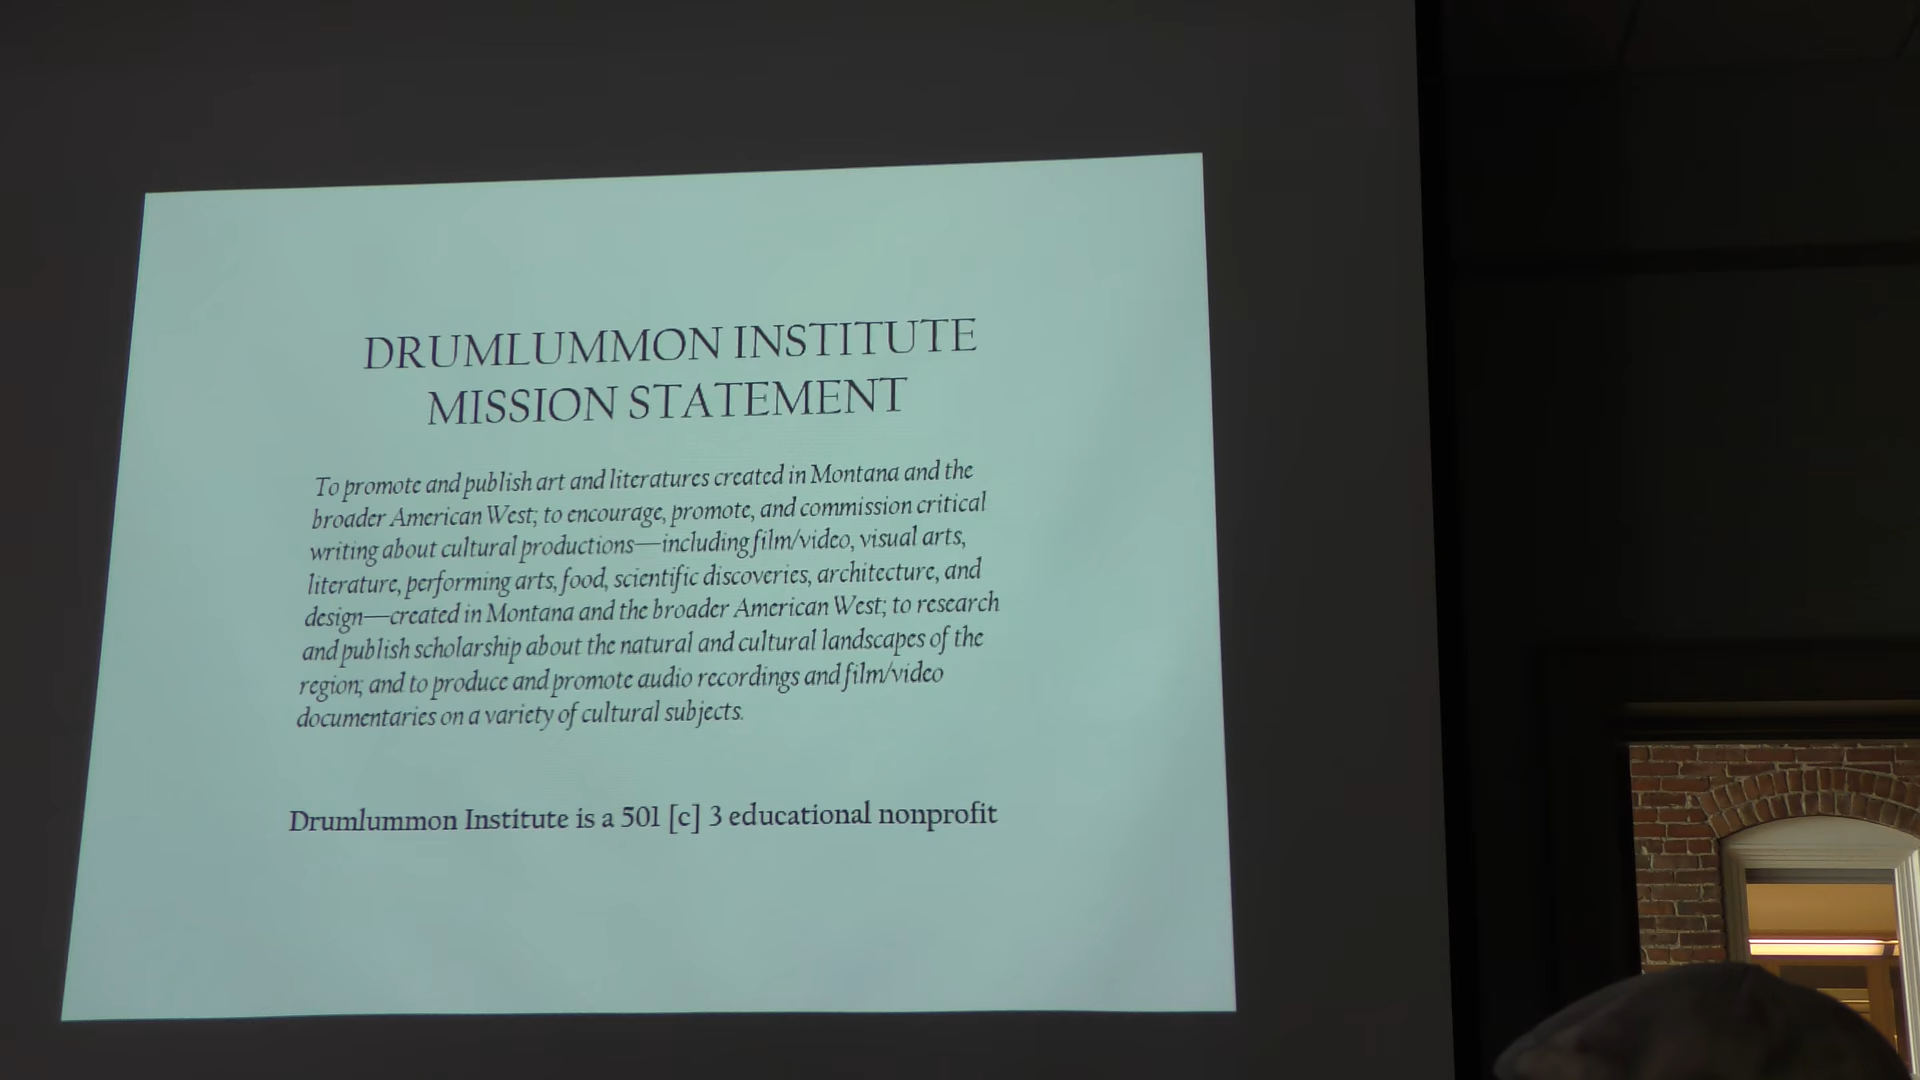 DRUMLUMMON INSTITUTE
MISSION STATEMENT
To promote and publish art and literatures created in Montana and the
broader American West; to encourage, promote, and commission critical
writing about cultural productions—including film/video, visual arts,
literature, performing arts, food, scientific discoveries, architecture, and
design—created in Montana and the broader American West; to research
and publish scholarship about the natural and cultural landscapes of the
region; and to produce and promote audio recordings and film/video
documentaries on a variety of cultural subjects.
Drumlummon Institute is a 501 [c] 3 educational nonprofit